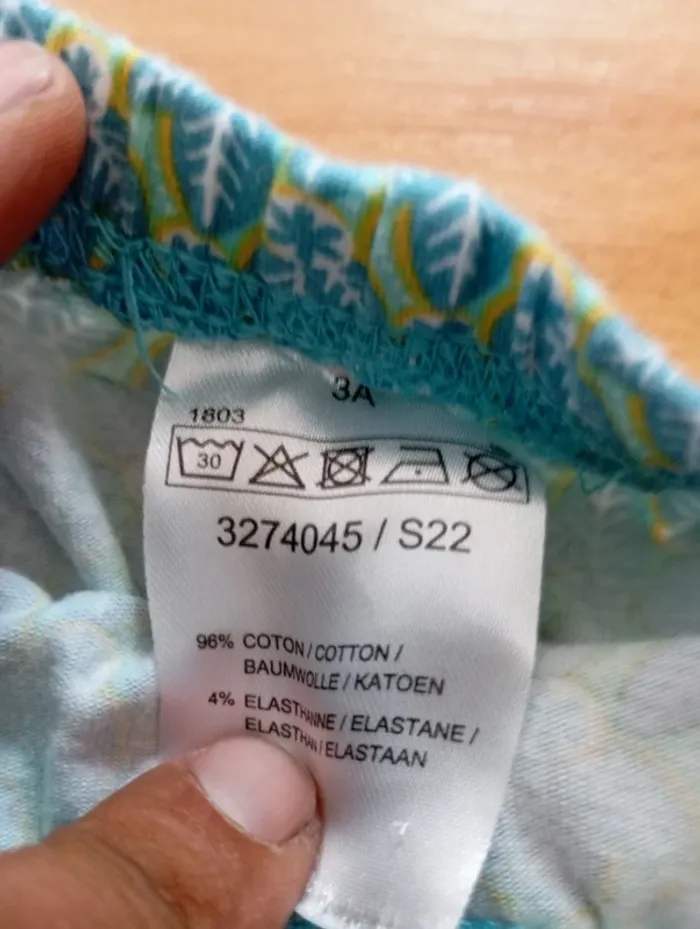 3A
1803
30
3274045 / S22
96% COTON / COTTON /
BAUMWOLLE / KATOEN
4% ELASTHANNE / ELASTANE /
ELASTHAN / ELASTAAN